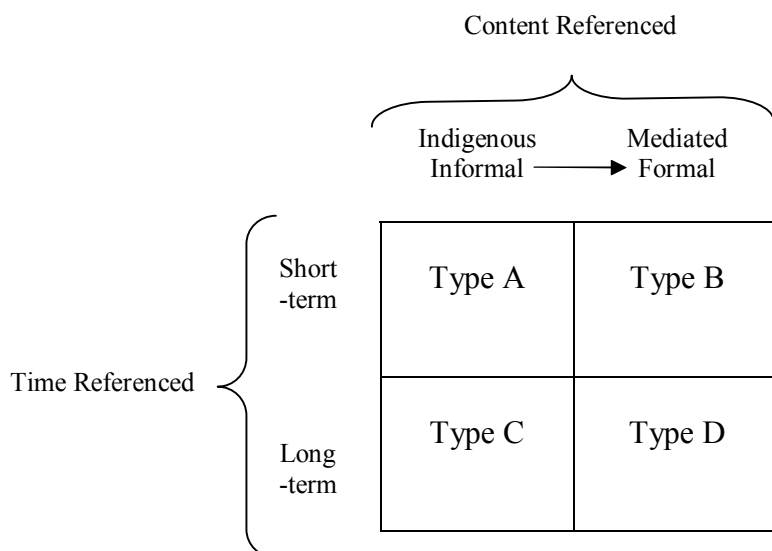 Content Referenced
Indigenous Mediated
Informal Formal
Short
-term
Type A Type B
Time Referenced
Type C Type D
Long
-term